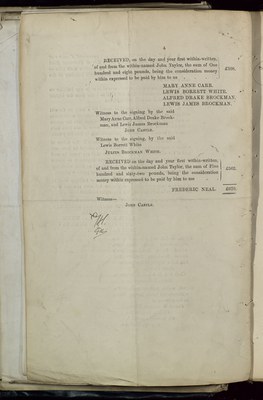 RECEIVED, on the day and year first within-written,
of and from the within-named John Taylor, the sum of One
hundred and eight pounds, being the consideration money
within expressed to be paid by him to us
£108.
MARY ANNE CARR.
LEWIS BORRETT WHITE.
ALFRED DRAKE BROCKMAN.
LEWIS JAMES BROCKMAN.
Witness to the signing by the said
Mary Anne Carr, Alfred Drake Brock-
man, and Lewis James Brockman
JOHN CASTLE.
Witness to the signing, by the said
Lewis Borrett White
BROCKMAN WHITE.
RECEIVED on the day and year first within-written,
of and from the within-named John Taylor, the sum of Five
hundred and sixty-two pounds, being the consideration
money within expressed to be paid by him to me
£562.
FREDERIC NEAL.
£670.
Witness—
JOHN CASTLE.